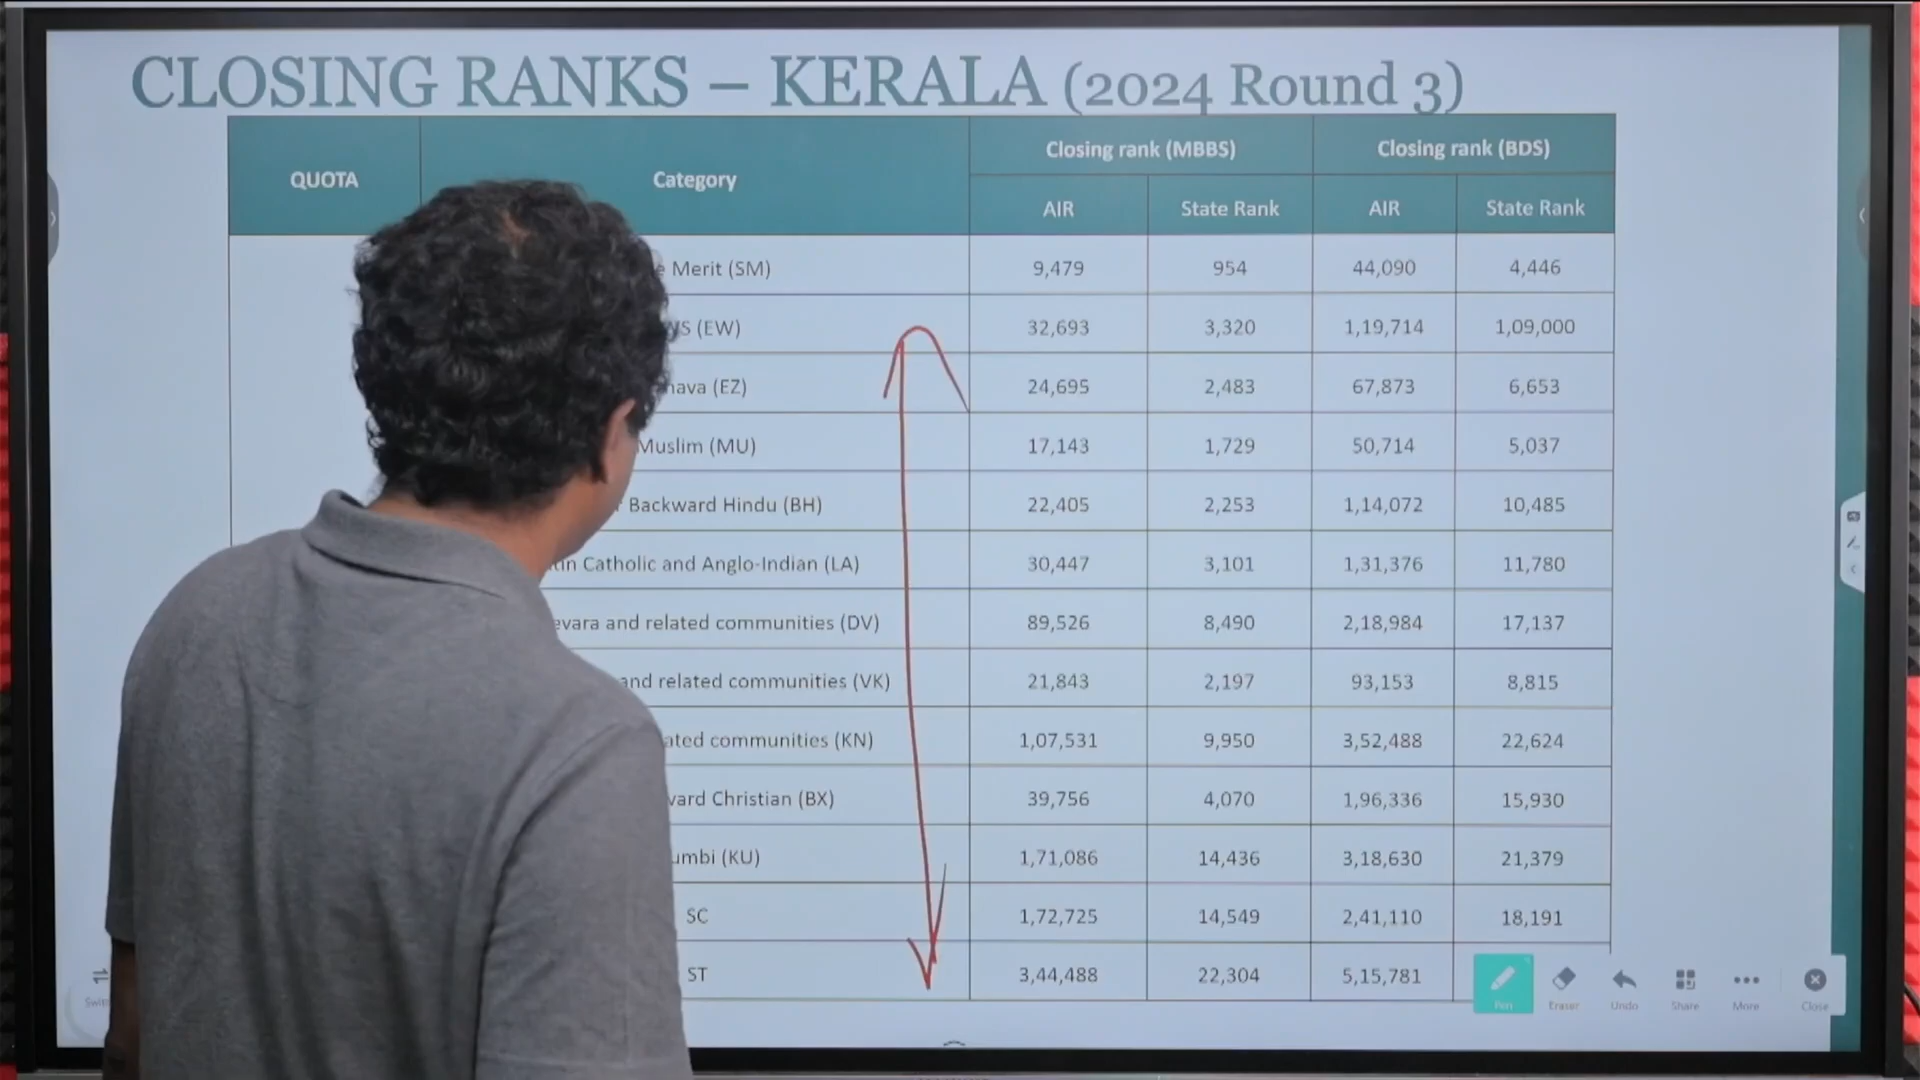 CLOSING RANKS – KERALA (2024 Round 3)
QUOTA Category Closing rank (MBBS) Closing rank (BDS)
AIR State Rank AIR State Rank
Merit (SM) 9,479 954 44,090 4,446
(EW) 32,693 3,320 1,19,714 1,09,000
(EZ) 24,695 2,483 67,873 6,653
Muslim (MU) 17,143 1,729 50,714 5,037
Backward Hindu (BH) 22,405 2,253 1,14,072 10,485
Catholic and Anglo-Indian (LA) 30,447 3,101 1,31,376 11,780
and related communities (DV) 89,526 8,490 2,18,984 17,137
and related communities (VK) 21,843 2,197 93,153 8,815
communities (KN) 1,07,531 9,950 3,52,488 22,624
Christian (BX) 39,756 4,070 1,96,336 15,930
(KU) 1,71,086 14,436 3,18,630 21,379
SC 1,72,725 14,549 2,41,110 18,191
ST 3,44,488 22,304 5,15,781
Pen Eraser Undo Share More Close